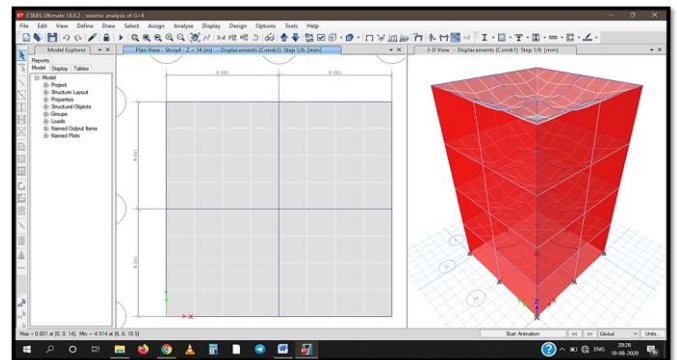 ETABS Ultimate 18.0.2 - seismic analysis of G+4
File Edit View Define Draw Select Assign Analyze Display Design Options Tools Help
Model Explorer
Plan View - Story4 - Z = 14 (m) - Displacements (Comb1) Step 1/6 [mm]
3-D View - Displacements (Comb1) Step 1/6 [mm]
Reports
Model Display Tables
Model
Project
Structure Layout
Properties
Structural Objects
Groups
Loads
Named Output Items
Named Plots
X
Z
Max = 0.001 at [0, 0, 14]; Min = -4.914 at [6, 6, 10.5]
Start Animation << >> Global Units
ENG
20:26
10-08-2020